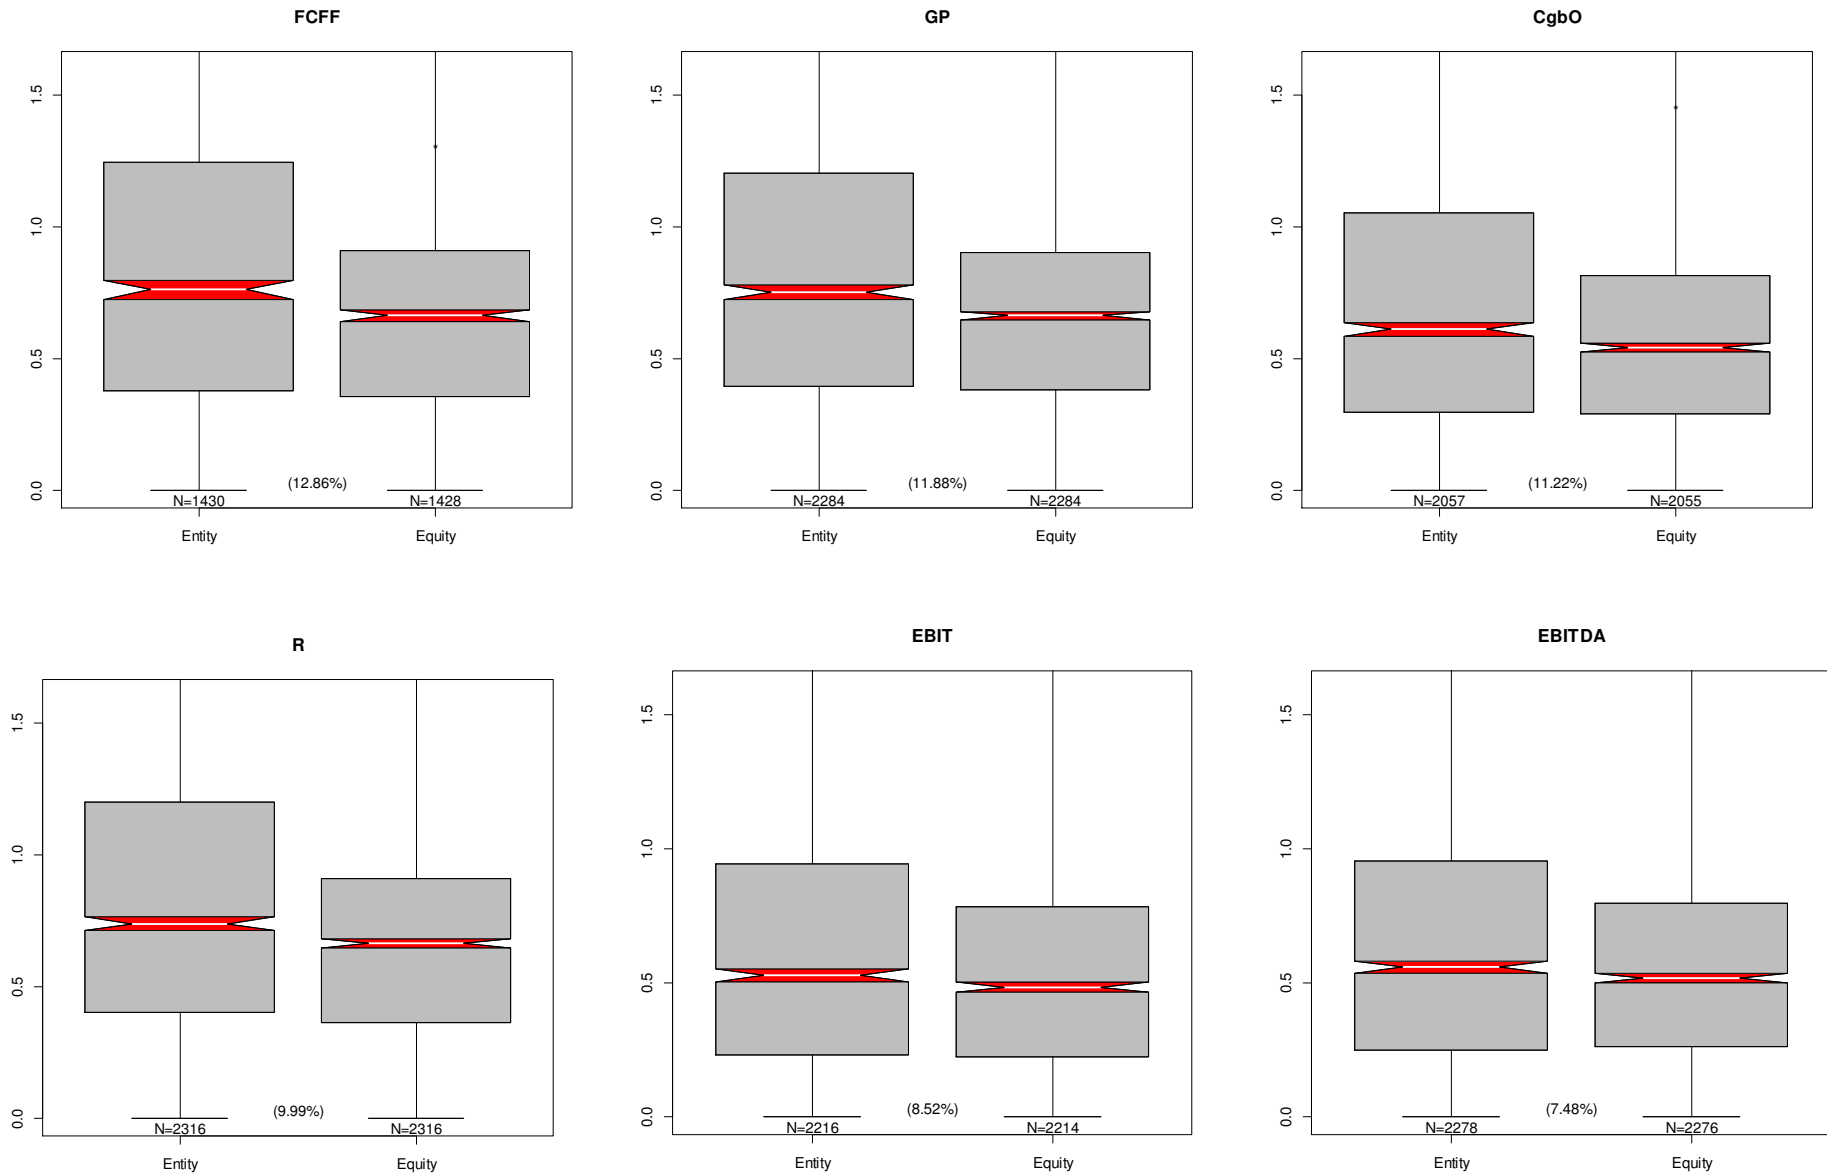 FCFF
1.5
1.0
0.5
0.0
*
(12.86%)
N=1430
N=1428
Entity
Equity
GP
1.5
1.0
0.5
0.0
(11.88%)
N=2284
N=2284
Entity
Equity
CgbO
1.5
1.0
0.5
0.0
*
(11.22%)
N=2057
N=2055
Entity
Equity
R
1.5
1.0
0.5
0.0
(9.99%)
N=2316
N=2316
Entity
Equity
EBIT
1.5
1.0
0.5
0.0
(8.52%)
N=2216
N=2214
Entity
Equity
EBITDA
1.5
1.0
0.5
0.0
(7.48%)
N=2278
N=2276
Entity
Equity